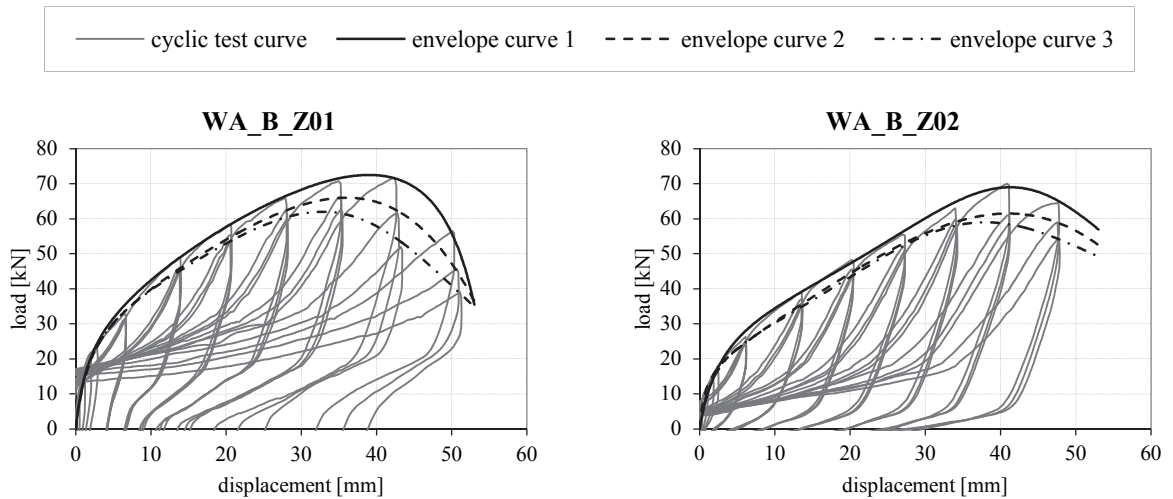 cyclic test curve envelope curve 1 envelope curve 2 envelope curve 3
WA_B_Z01
80
70
60
50
40
30
20
10
0
load [kN]
0 10 20 30 40 50 60
displacement [mm]
WA_B_Z02
80
70
60
50
40
30
20
10
0
load [kN]
0 10 20 30 40 50 60
displacement [mm]